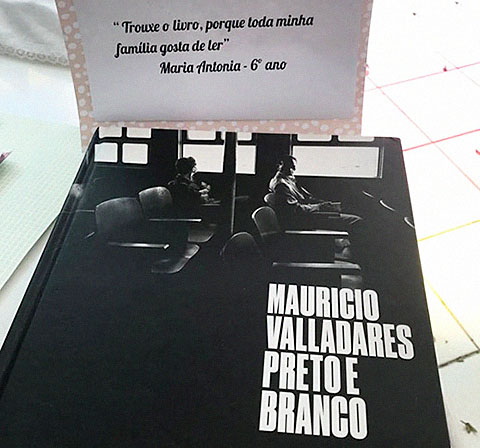 “ Trouxe o livro, porque toda minha
família gosta de ler”
Maria Antonia - 6º ano
MAURICIO
VALLADARES
PRETO E
BRANCO